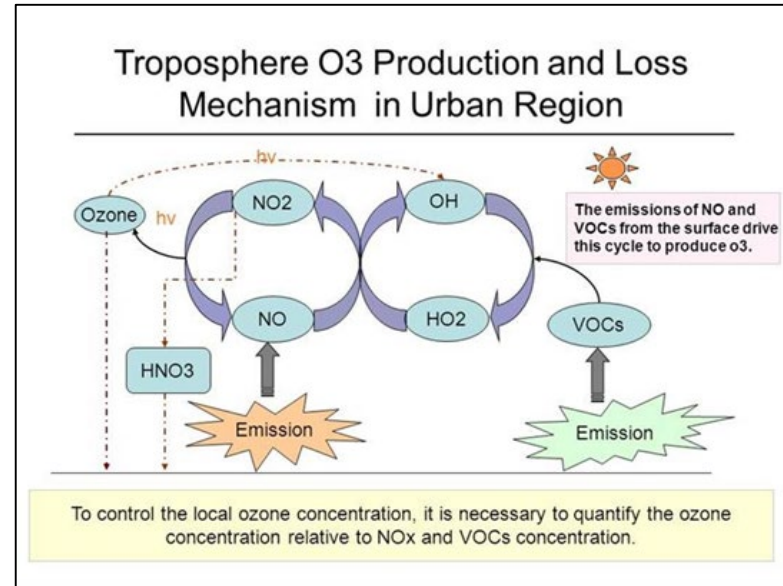 Troposphere O3 Production and Loss
Mechanism in Urban Region
hv
Ozone
hv
NO2
OH
The emissions of NO and
VOCs from the surface drive
this cycle to produce o3.
NO
HO2
VOCs
HNO3
Emission
Emission
To control the local ozone concentration, it is necessary to quantify the ozone
concentration relative to NOx and VOCs concentration.